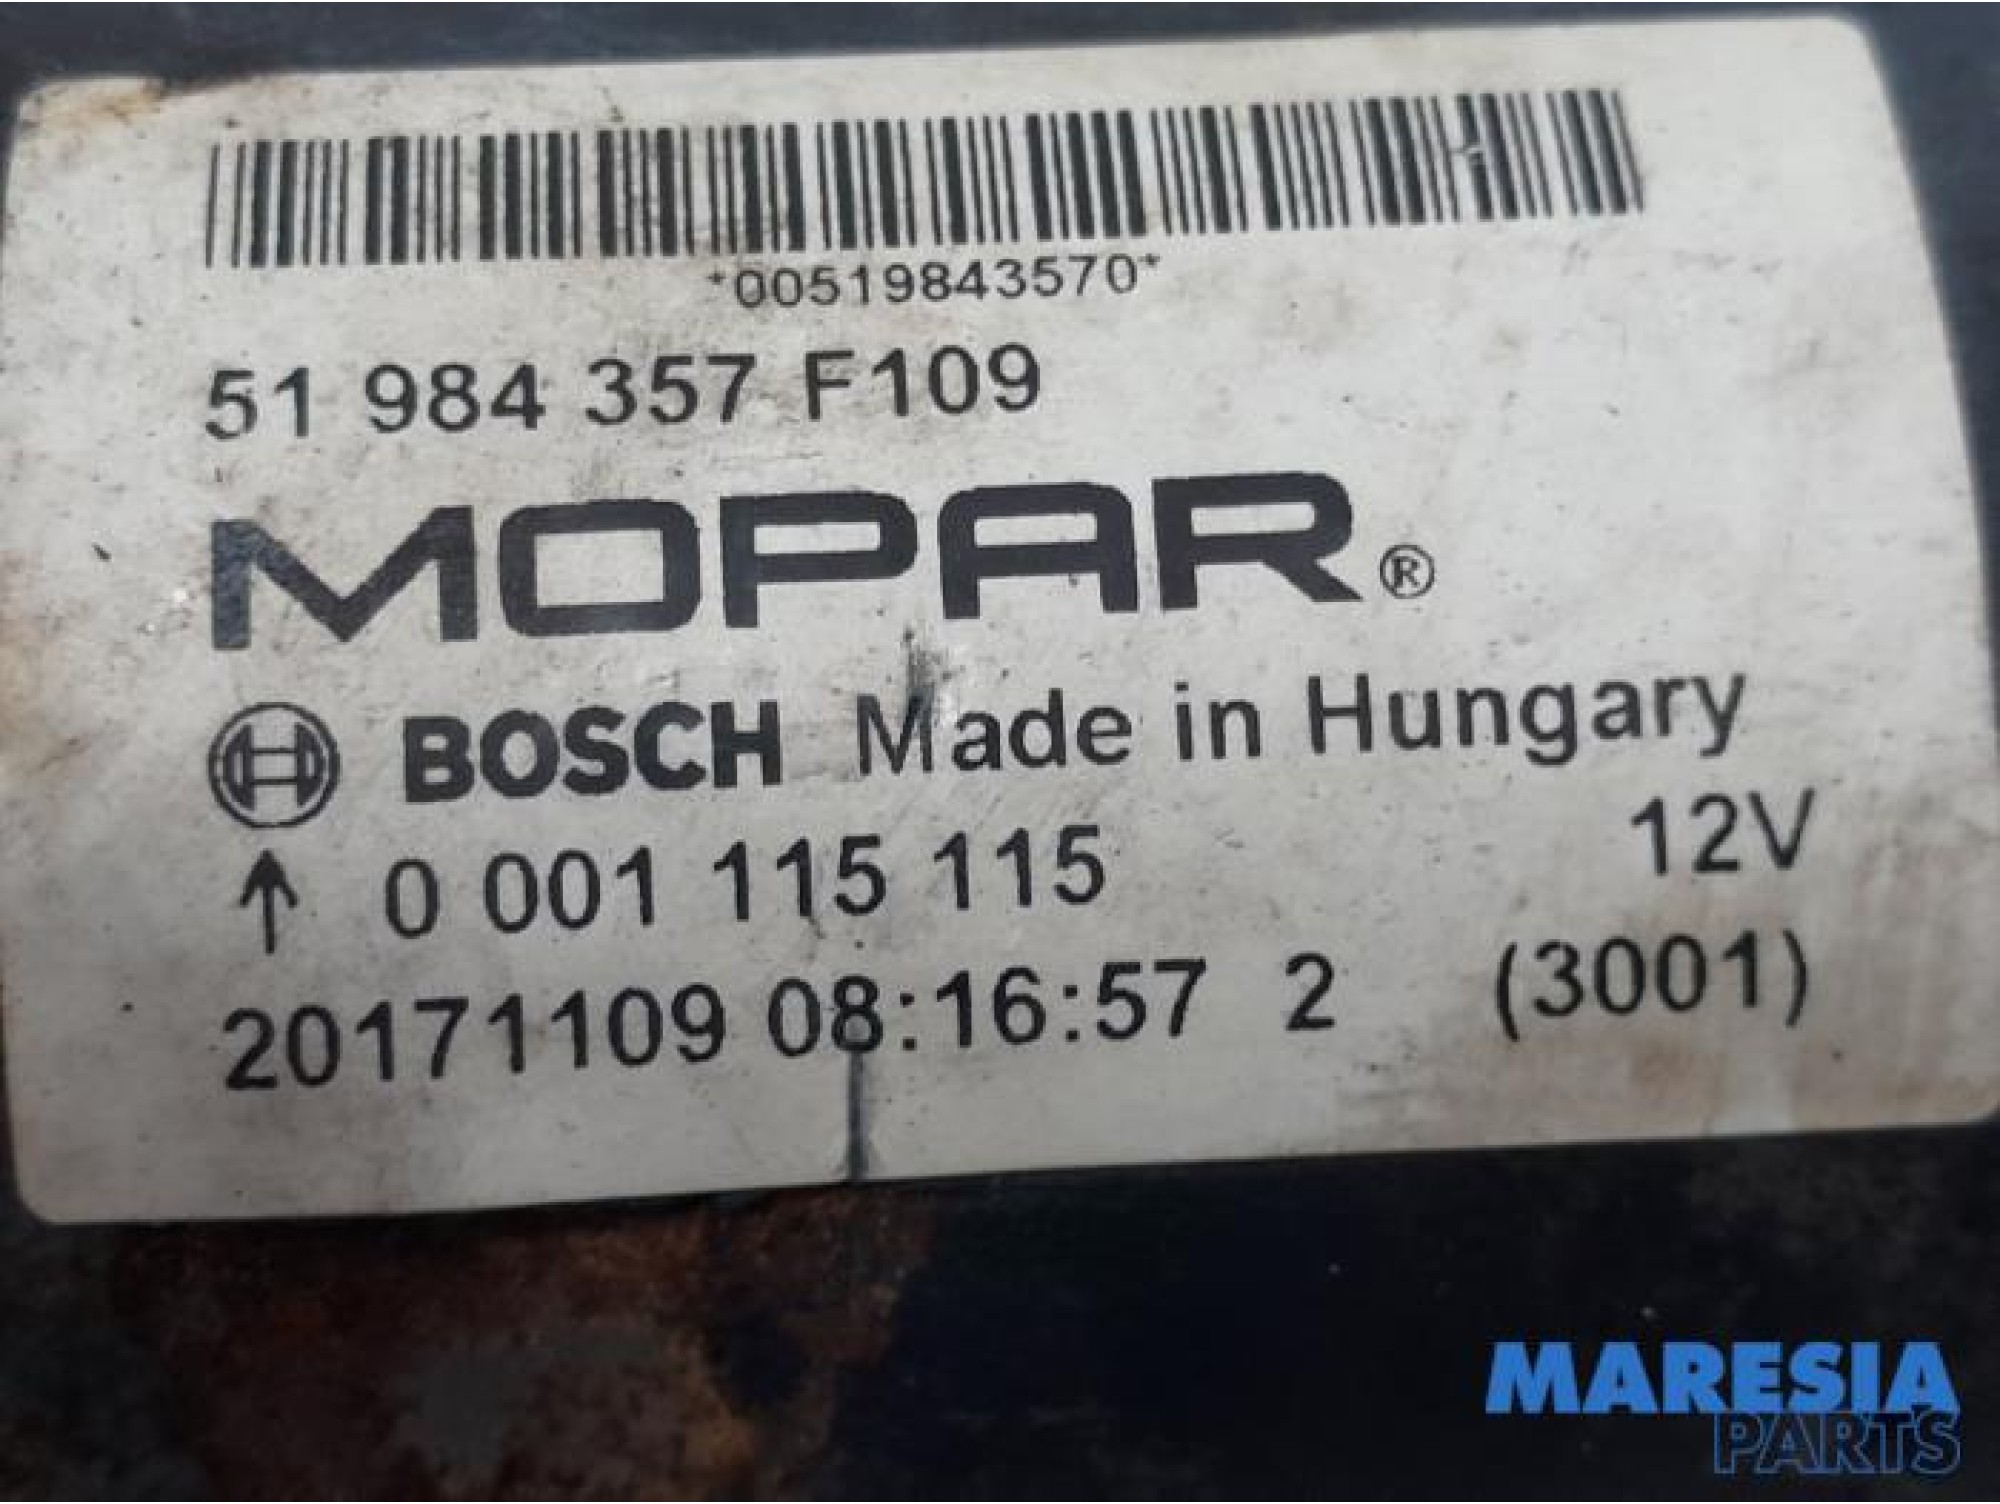 *00519843570*
51 984 357 F109
MOPAR®
BOSCH Made in Hungary
↑ 0 001 115 115 12V
20171109 08:16:57 2 (3001)
MARESIA
PARTS